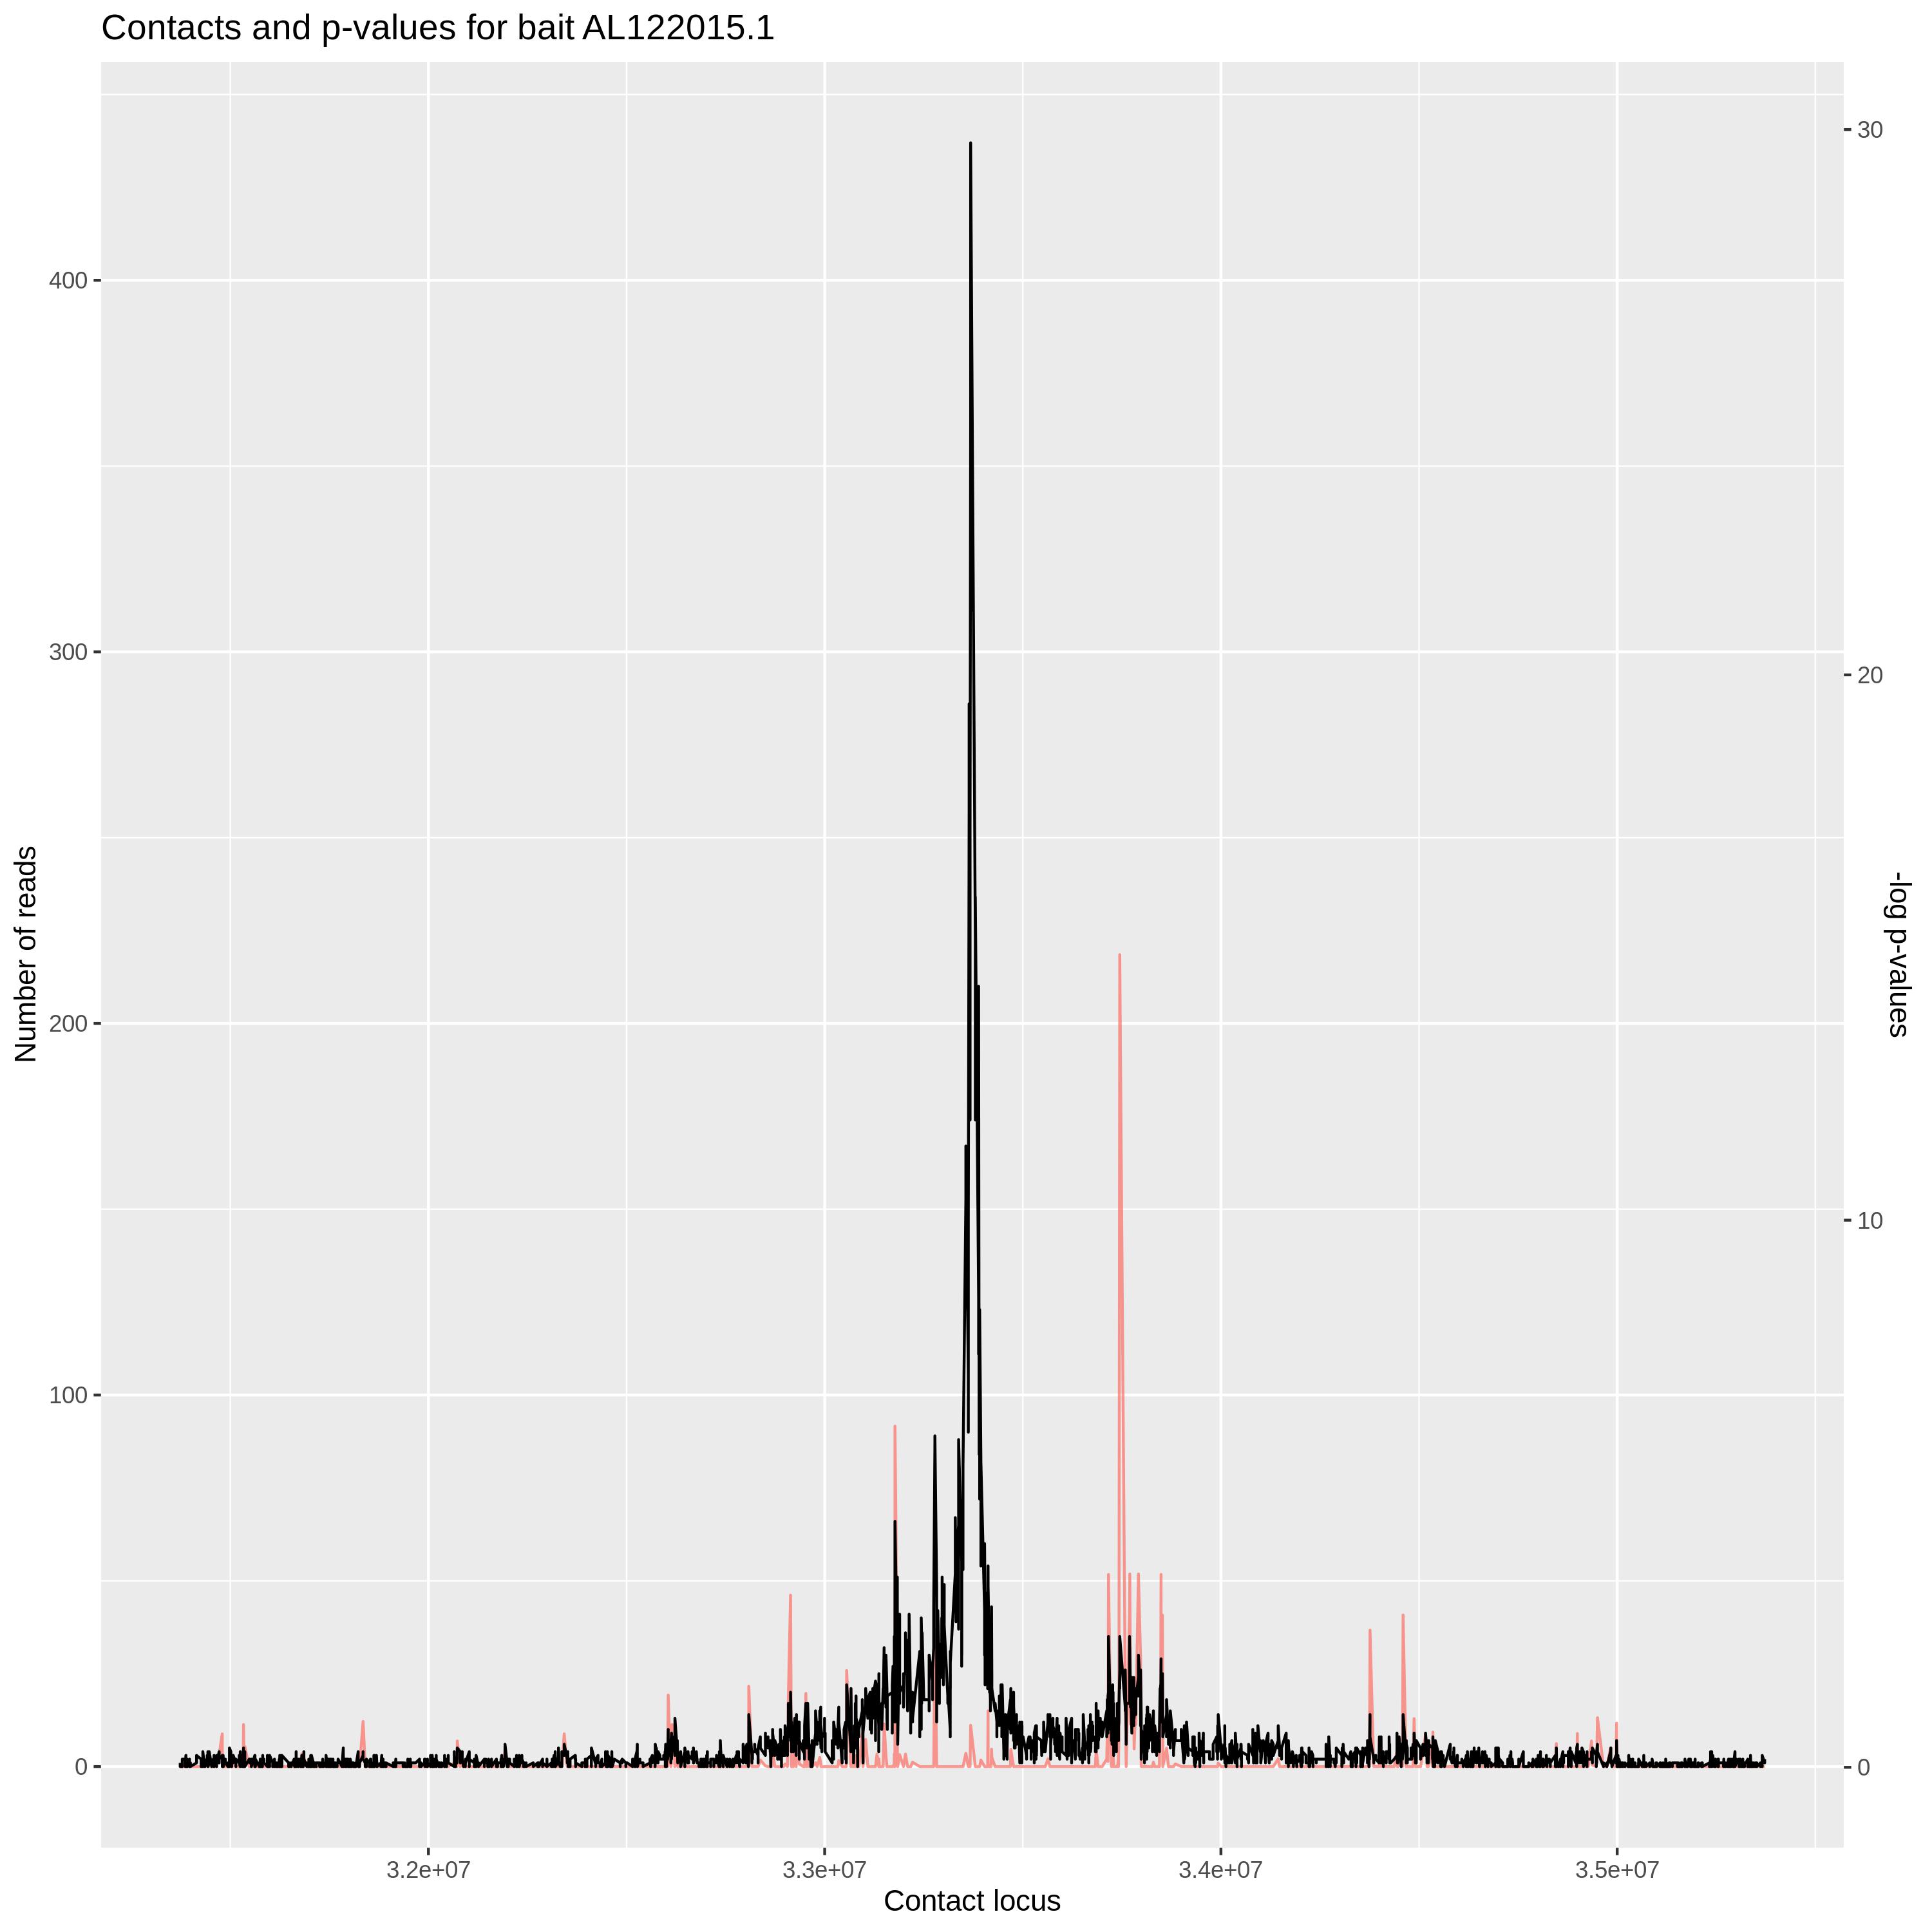 Contacts and p-values for bait AL122015.1
30
400
300
20
Number of reads
-log p-values
200
10
100
0
0
3.2e+07 3.3e+07 3.4e+07 3.5e+07
Contact locus